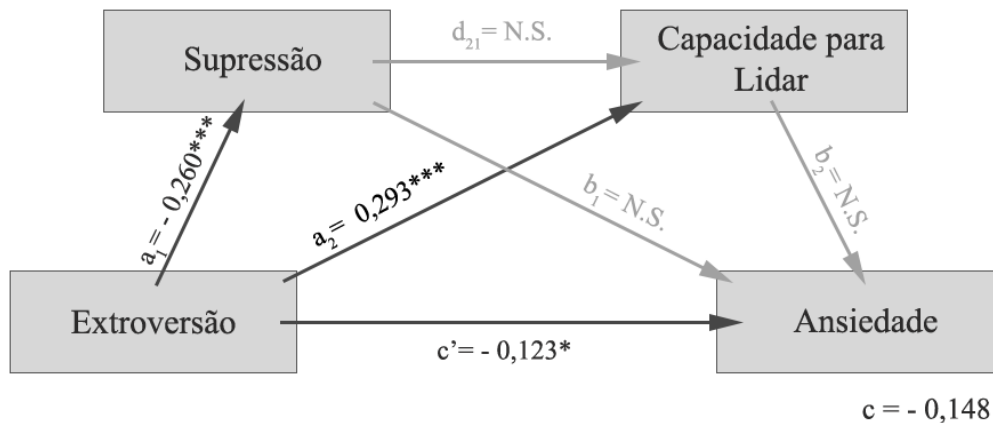 d21= N.S.
Supressão
Capacidade para
Lidar
a1= - 0,260***
a2= 0,293***
b1= N.S.
b2= N.S.
Extroversão
Ansiedade
c’= - 0,123*
c = - 0,148